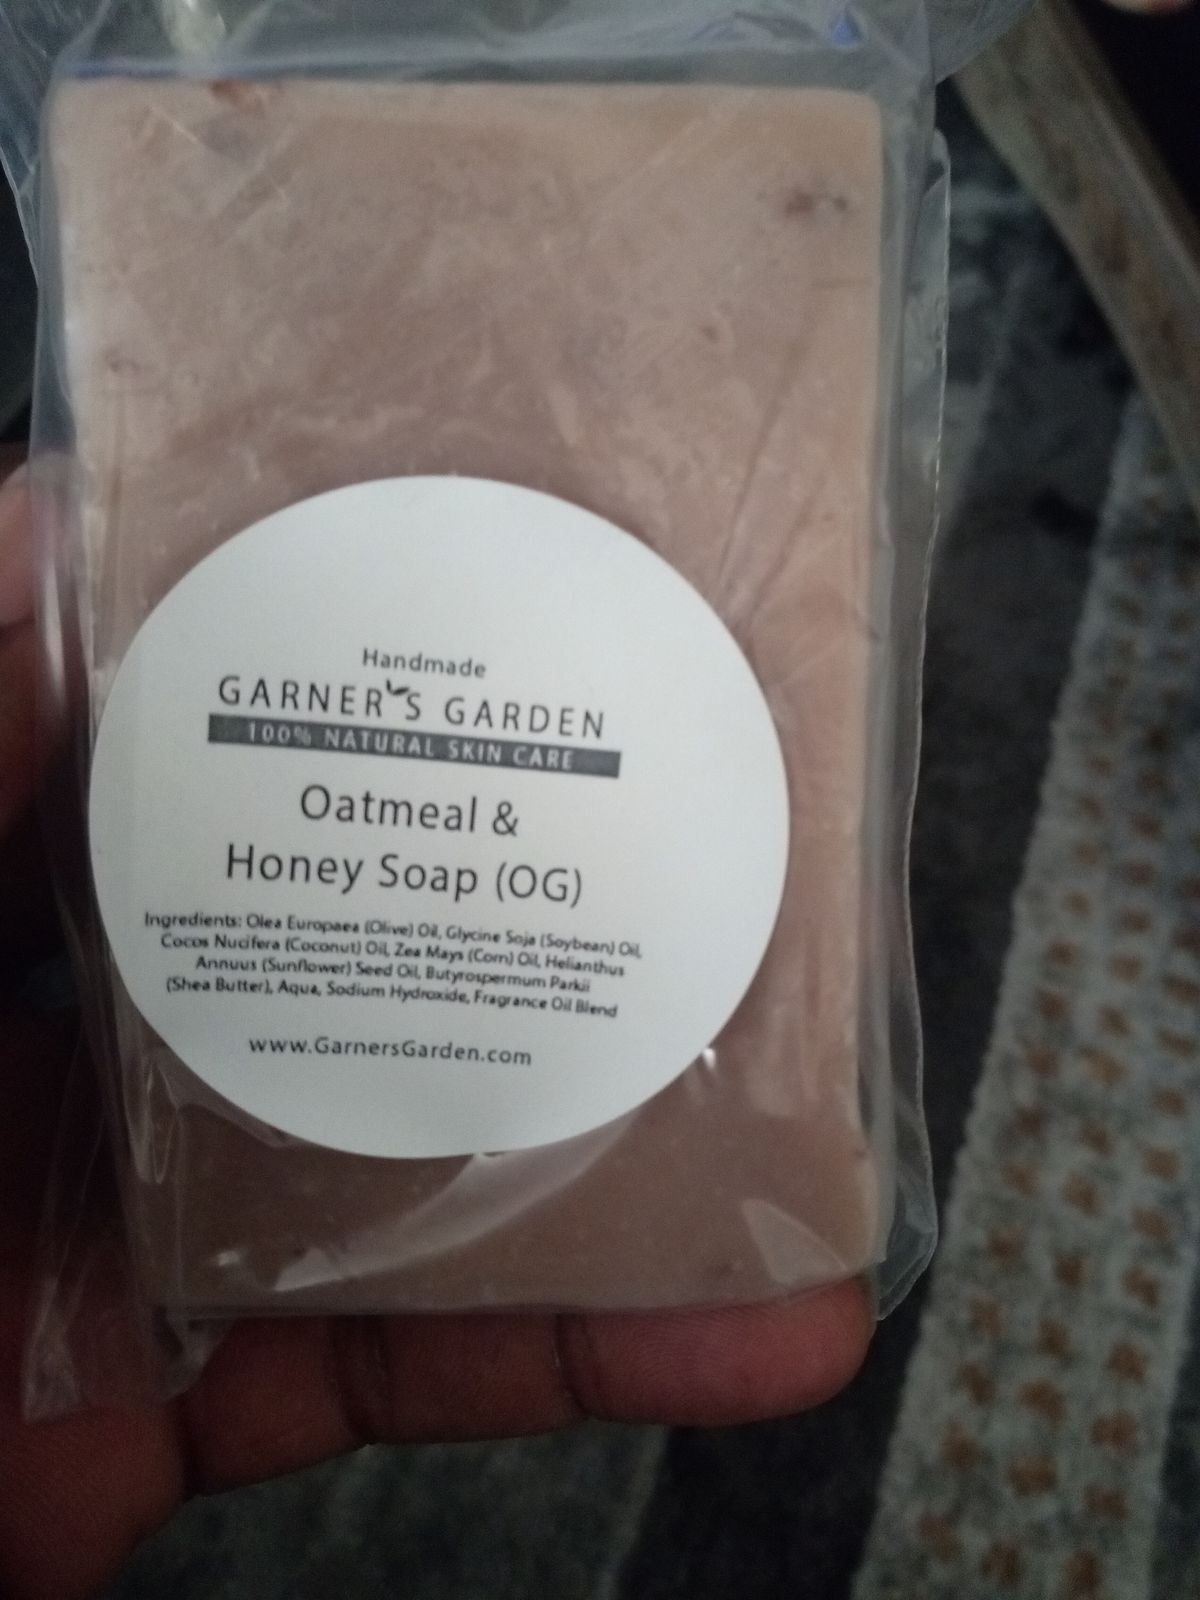 Handmade
GARNER'S GARDEN
100% NATURAL SKIN CARE
Oatmeal &
Honey Soap (OG)
Ingredients: Olea Europaea (Olive) Oil, Glycine Soja (Soybean) Oil,
Cocos Nucifera (Coconut) Oil, Zea Mays (Corn) Oil, Helianthus
Annuus (Sunflower) Seed Oil, Butyrospermum Parkii
(Shea Butter), Aqua, Sodium Hydroxide, Fragrance Oil Blend
www.GarnersGarden.com